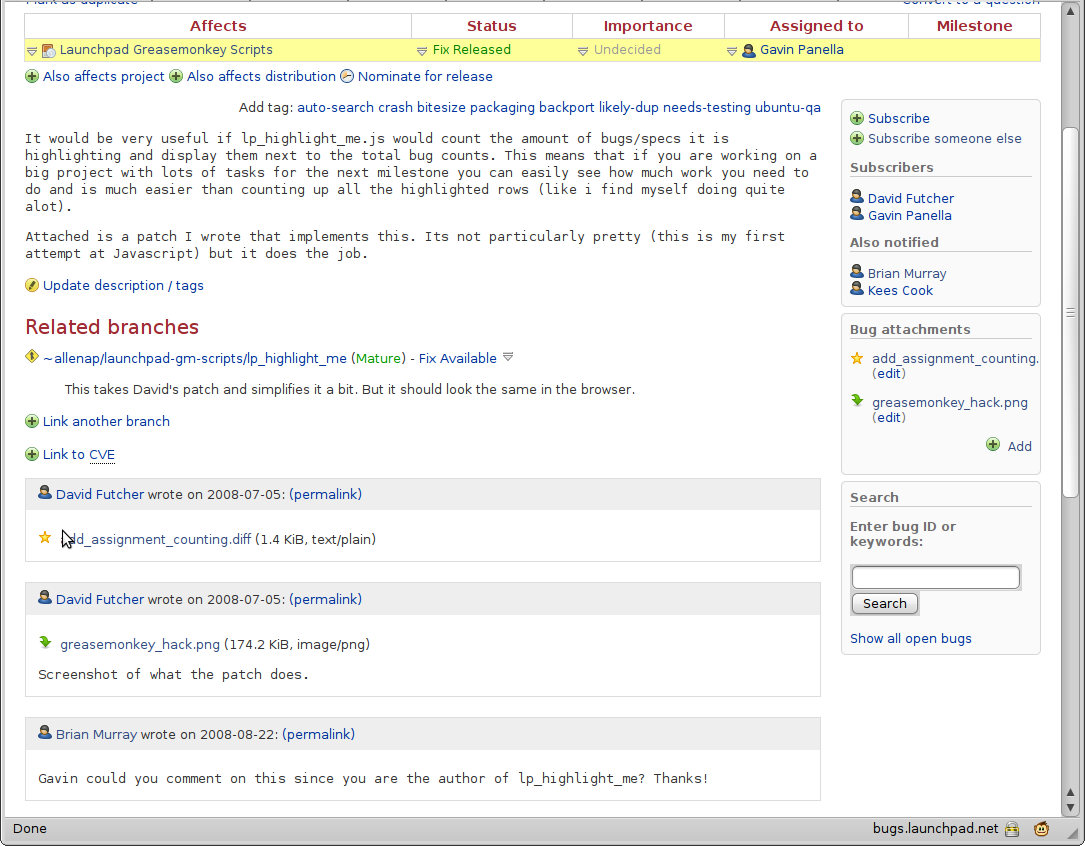 Mark as duplicate
Convert to a question
Affects Status Importance Assigned to Milestone
Launchpad Greasemonkey Scripts Fix Released Undecided Gavin Panella
Also affects project Also affects distribution Nominate for release
Add tag: auto-search crash bitesize packaging backport likely-dup needs-testing ubuntu-qa
It would be very useful if lp_highlight_me.js would count the amount of bugs/specs it is
highlighting and display them next to the total bug counts. This means that if you are working on a
big project with lots of tasks for the next milestone you can easily see how much work you need to
do and is much easier than counting up all the highlighted rows (like i find myself doing quite
alot).
Attached is a patch I wrote that implements this. Its not particularly pretty (this is my first
attempt at Javascript) but it does the job.
Update description / tags
Related branches
~allenap/launchpad-gm-scripts/lp_highlight_me (Mature) - Fix Available
This takes David's patch and simplifies it a bit. But it should look the same in the browser.
Link another branch
Link to CVE
David Futcher wrote on 2008-07-05: (permalink)
add_assignment_counting.diff (1.4 KiB, text/plain)
David Futcher wrote on 2008-07-05: (permalink)
greasemonkey_hack.png (174.2 KiB, image/png)
Screenshot of what the patch does.
Brian Murray wrote on 2008-08-22: (permalink)
Gavin could you comment on this since you are the author of lp_highlight_me? Thanks!
Subscribe
Subscribe someone else
Subscribers
David Futcher
Gavin Panella
Also notified
Brian Murray
Kees Cook
Bug attachments
add_assignment_counting.
(edit)
greasemonkey_hack.png
(edit)
Add
Search
Enter bug ID or
keywords:
Search
Show all open bugs
Done
bugs.launchpad.net